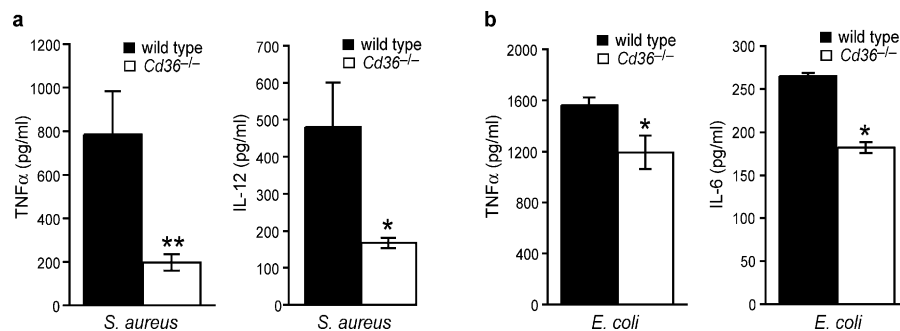 a
wild type
Cd36–/–
1200
1000
800
600
400
200
0
TNFα (pg/ml)
**
S. aureus
wild type
Cd36–/–
700
600
500
400
300
200
100
0
IL-12 (pg/ml)
*
S. aureus
b
wild type
Cd36–/–
2000
1600
1200
800
400
0
TNFα (pg/ml)
*
E. coli
wild type
Cd36–/–
300
250
200
150
100
50
0
IL-6 (pg/ml)
*
E. coli